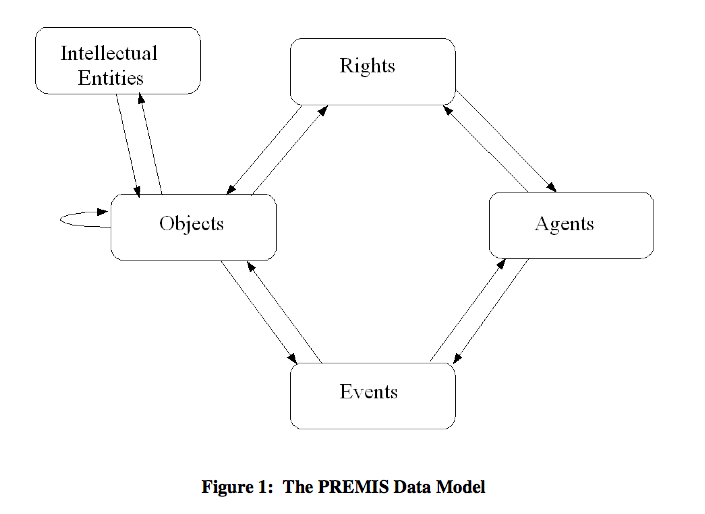 Intellectual
Entities
Rights
Objects
Agents
Events
Figure 1: The PREMIS Data Model